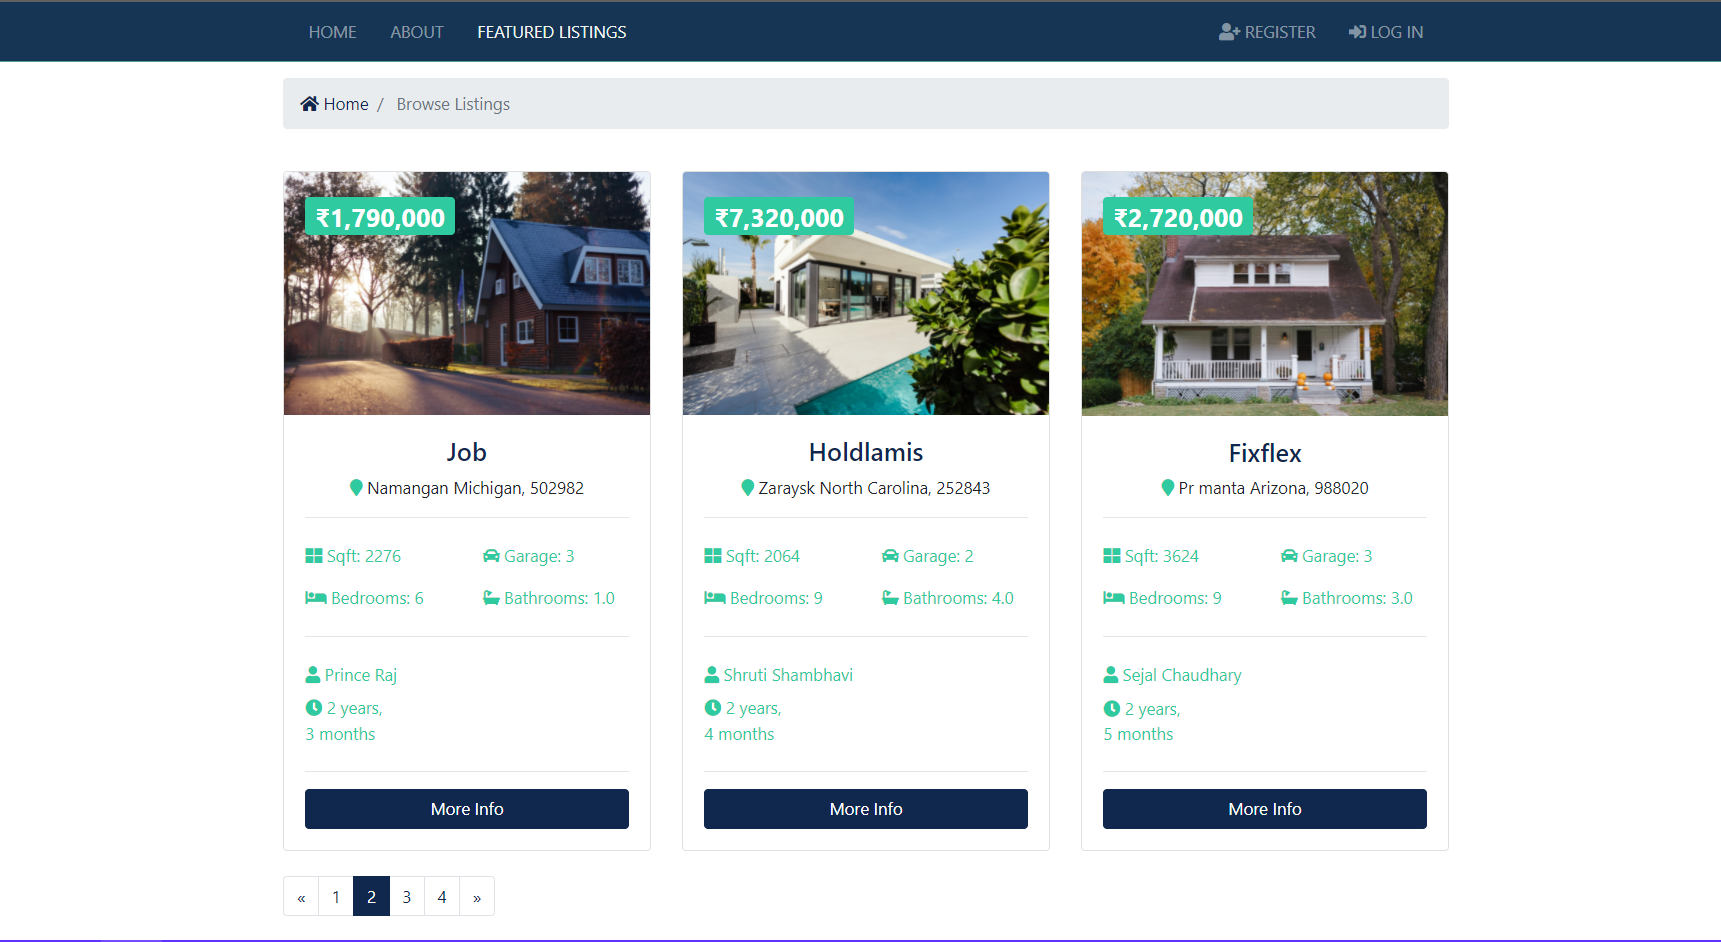 HOME ABOUT FEATURED LISTINGS REGISTER LOG IN
Home / Browse Listings
₹1,790,000
Job
Namangan Michigan, 502982
Sqft: 2276 Garage: 3
Bedrooms: 6 Bathrooms: 1.0
Prince Raj
2 years,
3 months
More Info
₹7,320,000
Holdlamis
Zaraysk North Carolina, 252843
Sqft: 2064 Garage: 2
Bedrooms: 9 Bathrooms: 4.0
Shruti Shambhavi
2 years,
4 months
More Info
₹2,720,000
Fixflex
Pr manta Arizona, 988020
Sqft: 3624 Garage: 3
Bedrooms: 9 Bathrooms: 3.0
Sejal Chaudhary
2 years,
5 months
More Info
« 1 2 3 4 »